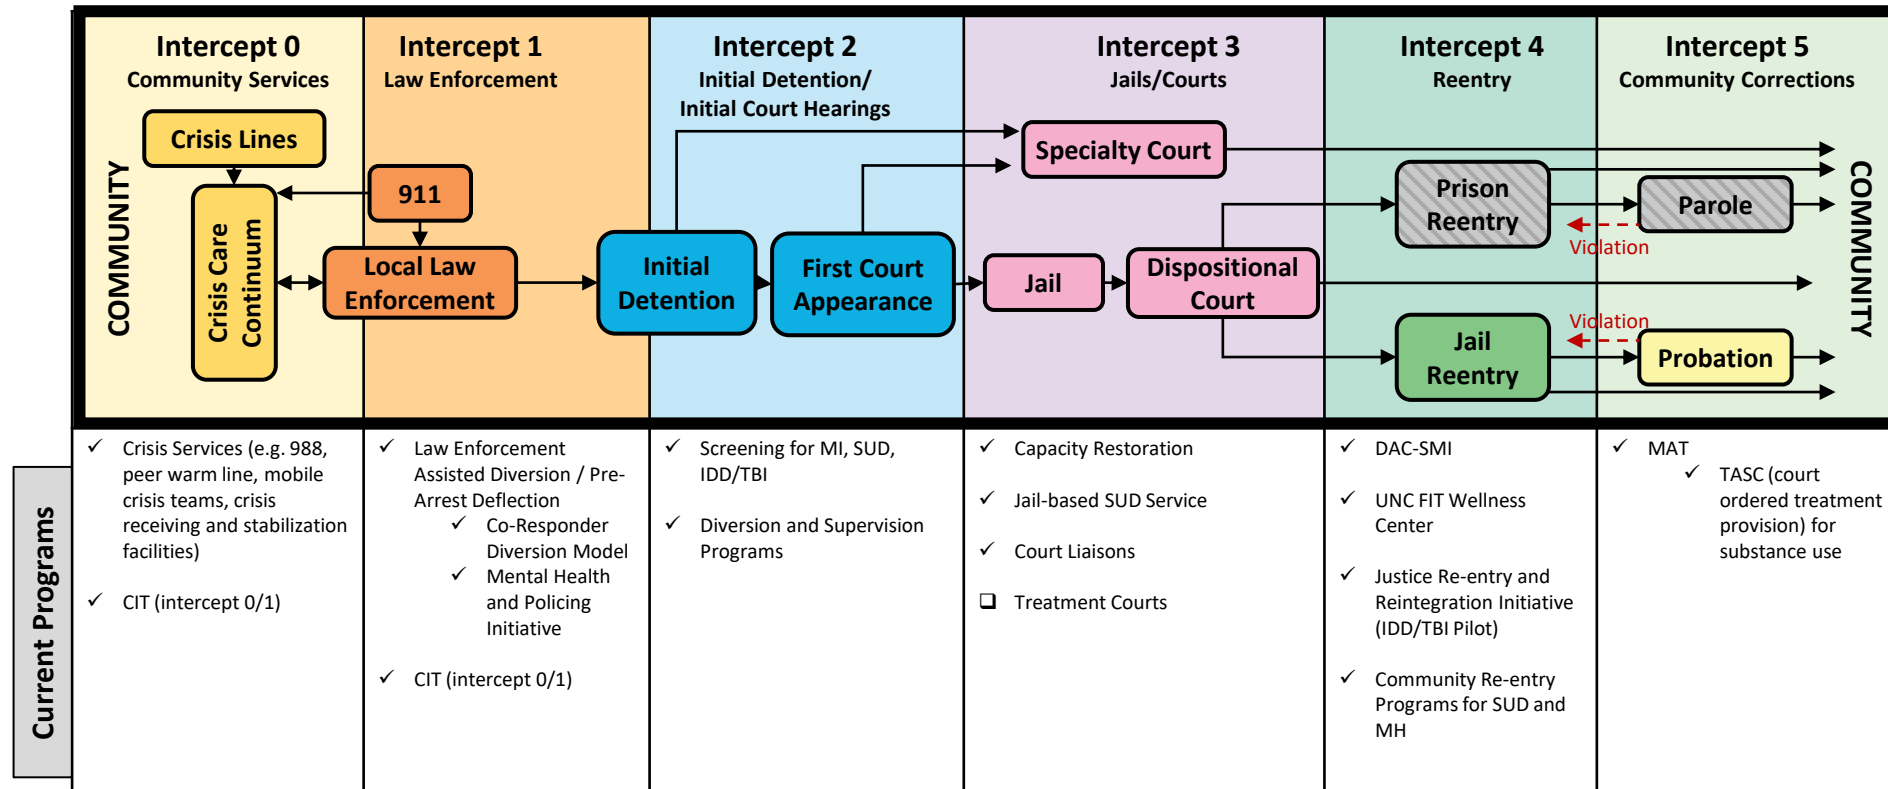 Intercept 0
Community Services
Intercept 1
Law Enforcement
Intercept 2
Initial Detention/
Initial Court Hearings
Intercept 3
Jails/Courts
Intercept 4
Reentry
Intercept 5
Community Corrections
COMMUNITY
Crisis Lines
Crisis Care
Continuum
911
Local Law
Enforcement
Initial
Detention
First Court
Appearance
Specialty Court
Jail
Dispositional
Court
Prison
Reentry
Parole
Violation
Jail
Reentry
Violation
Probation
COMMUNITY
Current Programs
✓ Crisis Services (e.g. 988,
peer warm line, mobile
crisis teams, crisis
receiving and stabilization
facilities)
✓ CIT (intercept 0/1)
✓ Law Enforcement
Assisted Diversion / Pre-
Arrest Deflection
✓ Co-Responder
Diversion Model
✓ Mental Health
and Policing
Initiative
✓ CIT (intercept 0/1)
✓ Screening for MI, SUD,
IDD/TBI
✓ Diversion and Supervision
Programs
✓ Capacity Restoration
✓ Jail-based SUD Service
✓ Court Liaisons
❑ Treatment Courts
✓ DAC-SMI
✓ UNC FIT Wellness
Center
✓ Justice Re-entry and
Reintegration Initiative
(IDD/TBI Pilot)
✓ Community Re-entry
Programs for SUD and
MH
✓ MAT
✓ TASC (court
ordered treatment
provision) for
substance use